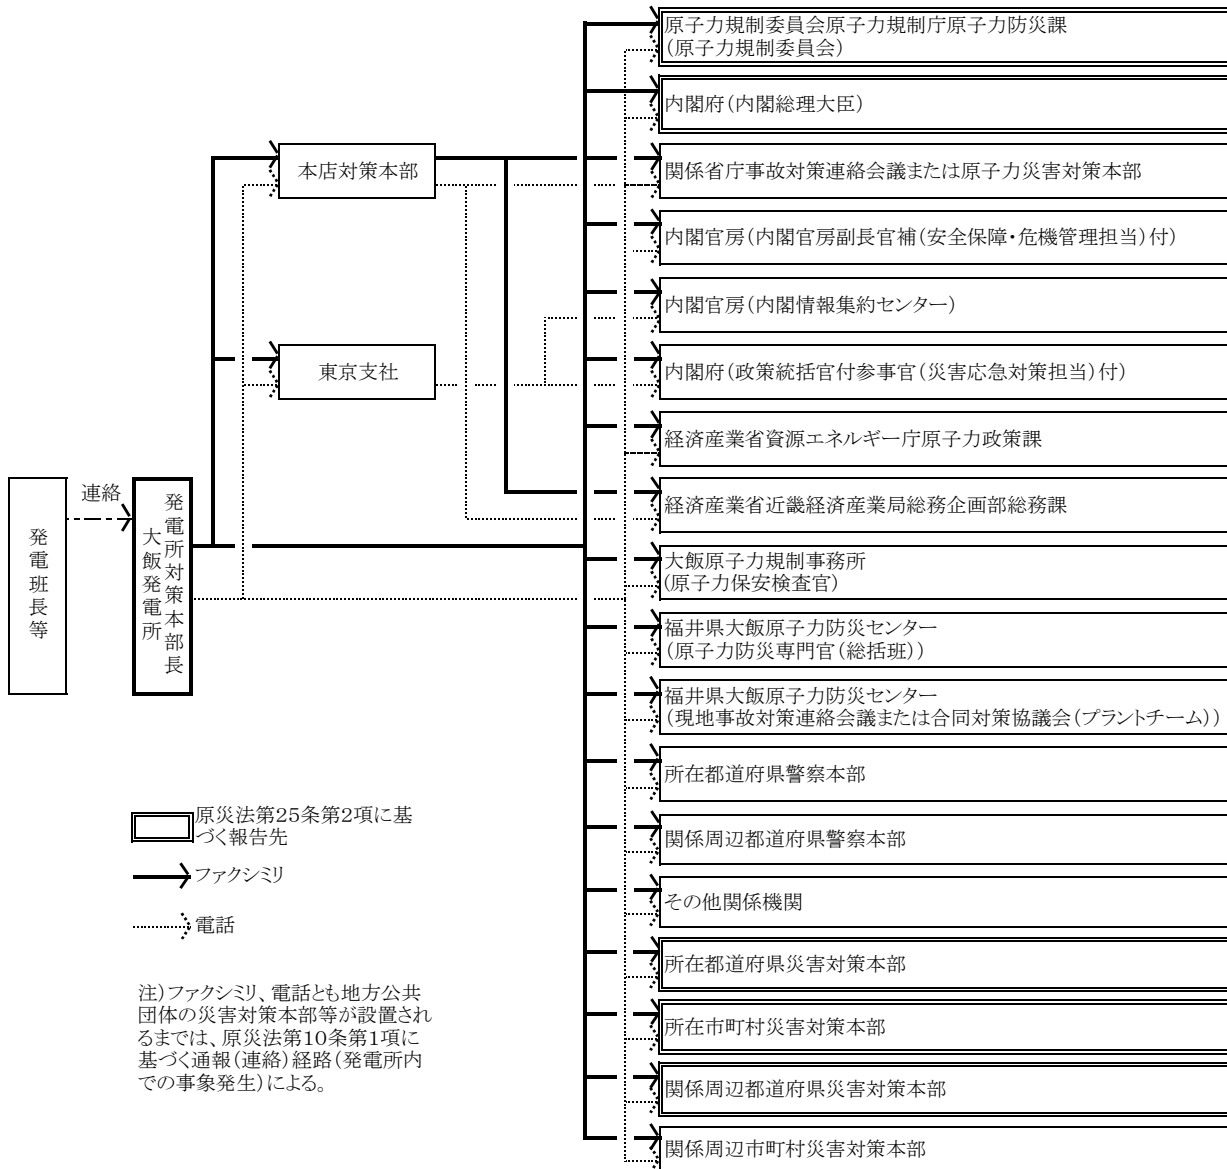 原子力規制委員会原子力規制庁原子力防災課
(原子力規制委員会)
内閣府(内閣総理大臣)
本店対策本部
関係省庁事故対策連絡会議または原子力災害対策本部
内閣官房(内閣官房副長官補(安全保障・危機管理担当)付)
内閣官房(内閣情報集約センター)
東京支社
内閣府(政策統括官付参事官(災害応急対策担当)付)
経済産業省資源エネルギー庁原子力政策課
経済産業省近畿経済産業局総務企画部総務課
発電班長等
連絡
発電所対策本部長
大飯発電所
大飯原子力規制事務所
(原子力保安検査官)
福井県大飯原子力防災センター
(原子力防災専門官(総括班))
福井県大飯原子力防災センター
(現地事故対策連絡会議または合同対策協議会(プラントチーム))
所在都道府県警察本部
関係周辺都道府県警察本部
その他関係機関
所在都道府県災害対策本部
所在市町村災害対策本部
関係周辺都道府県災害対策本部
関係周辺市町村災害対策本部
原災法第25条第2項に基
づく報告先
ファクシミリ
電話
注)ファクシミリ、電話とも地方公共
団体の災害対策本部等が設置され
るまでは、原災法第10条第1項に
基づく通報(連絡)経路(発電所内
での事象発生)による。